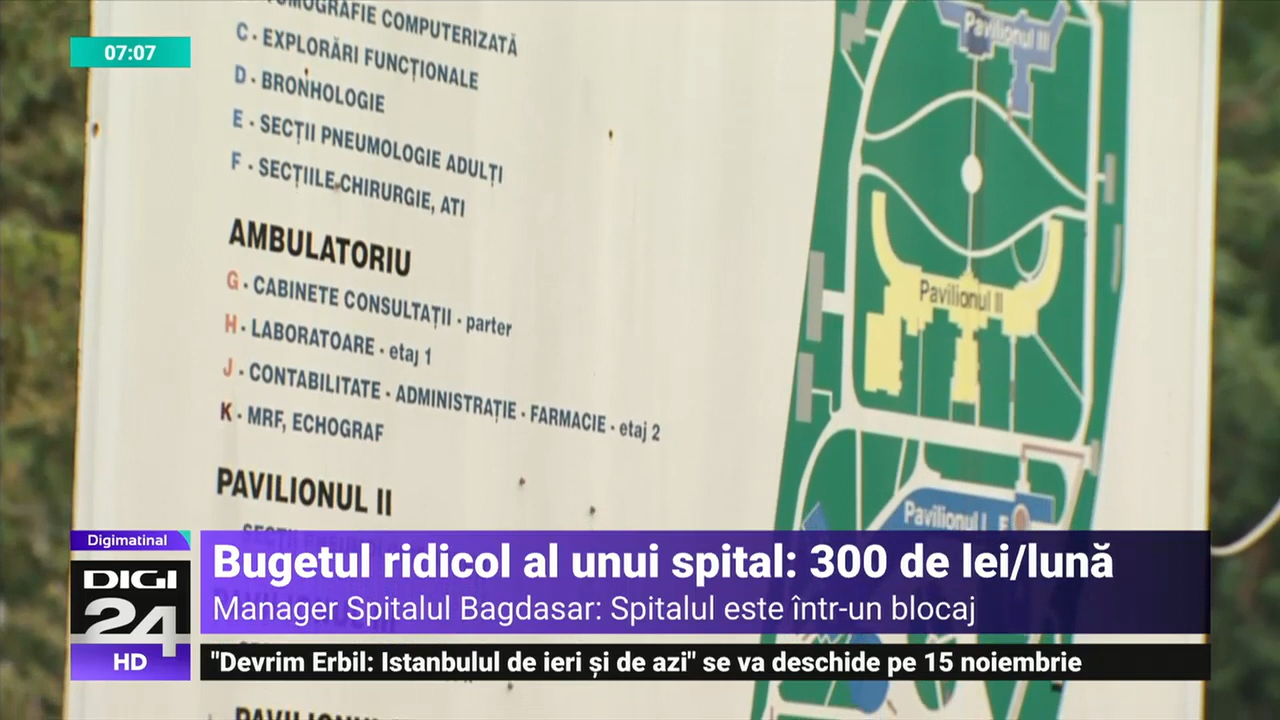 07:07
TOMOGRAFIE COMPUTERIZATĂ
C - EXPLORĂRI FUNCȚIONALE
D - BRONHOLOGIE
E - SECȚII PNEUMOLOGIE ADULȚI
F - SECȚIILE CHIRURGIE, ATI
AMBULATORIU
G - CABINETE CONSULTAȚII - parter
H - LABORATOARE - etaj 1
J - CONTABILITATE - ADMINISTRAȚIE - FARMACIE - etaj 2
K - MRF, ECHOGRAF
PAVILIONUL II
Pavilionul III
Pavilionul II
Pavilionul I
E
Digimatinal
DIGI
24
HD
Bugetul ridicol al unui spital: 300 de lei/lună
Manager Spitalul Bagdasar: Spitalul este într-un blocaj
"Devrim Erbil: Istanbulul de ieri și de azi" se va deschide pe 15 noiembrie